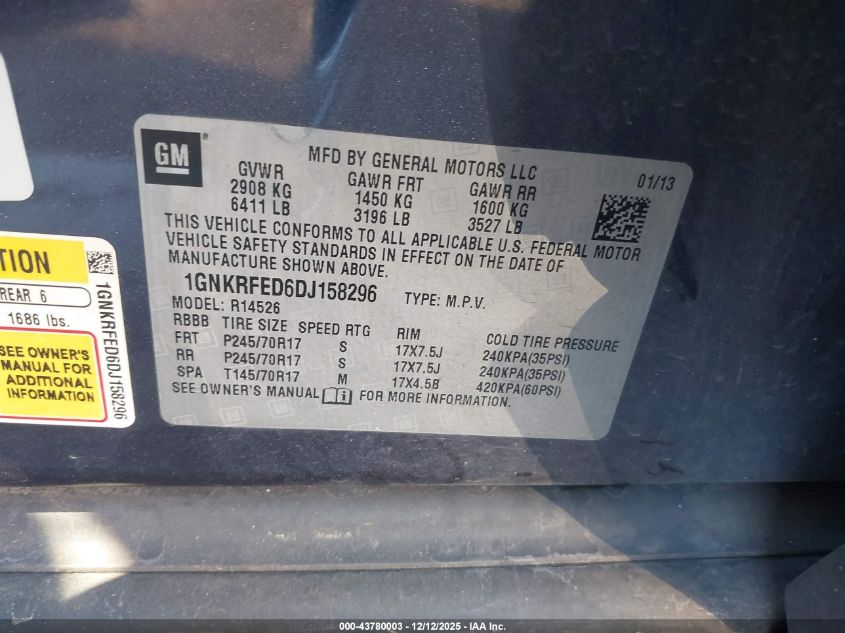 GM ®
MFD BY GENERAL MOTORS LLC
01/13
GVWR GAWR FRT GAWR RR
2908 KG 1450 KG 1600 KG
6411 LB 3196 LB 3527 LB
THIS VEHICLE CONFORMS TO ALL APPLICABLE U.S. FEDERAL MOTOR
VEHICLE SAFETY STANDARDS IN EFFECT ON THE DATE OF
MANUFACTURE SHOWN ABOVE.
1GNKRFED6DJ158296 TYPE: M.P.V.
MODEL: R14526
RBBB TIRE SIZE SPEED RTG RIM COLD TIRE PRESSURE
FRT P245/70R17 S 17X7.5J 240KPA(35PSI)
RR P245/70R17 S 17X7.5J 240KPA(35PSI)
SPA T145/70R17 M 17X4.5B 420KPA(60PSI)
SEE OWNER'S MANUAL FOR MORE INFORMATION.
REAR 6
1686 lbs.
SEE OWNER'S
MANUAL FOR
ADDITIONAL
INFORMATION
1GNKRFED6DJ158296
000-43780003 - 12/12/2025 - IAA Inc.